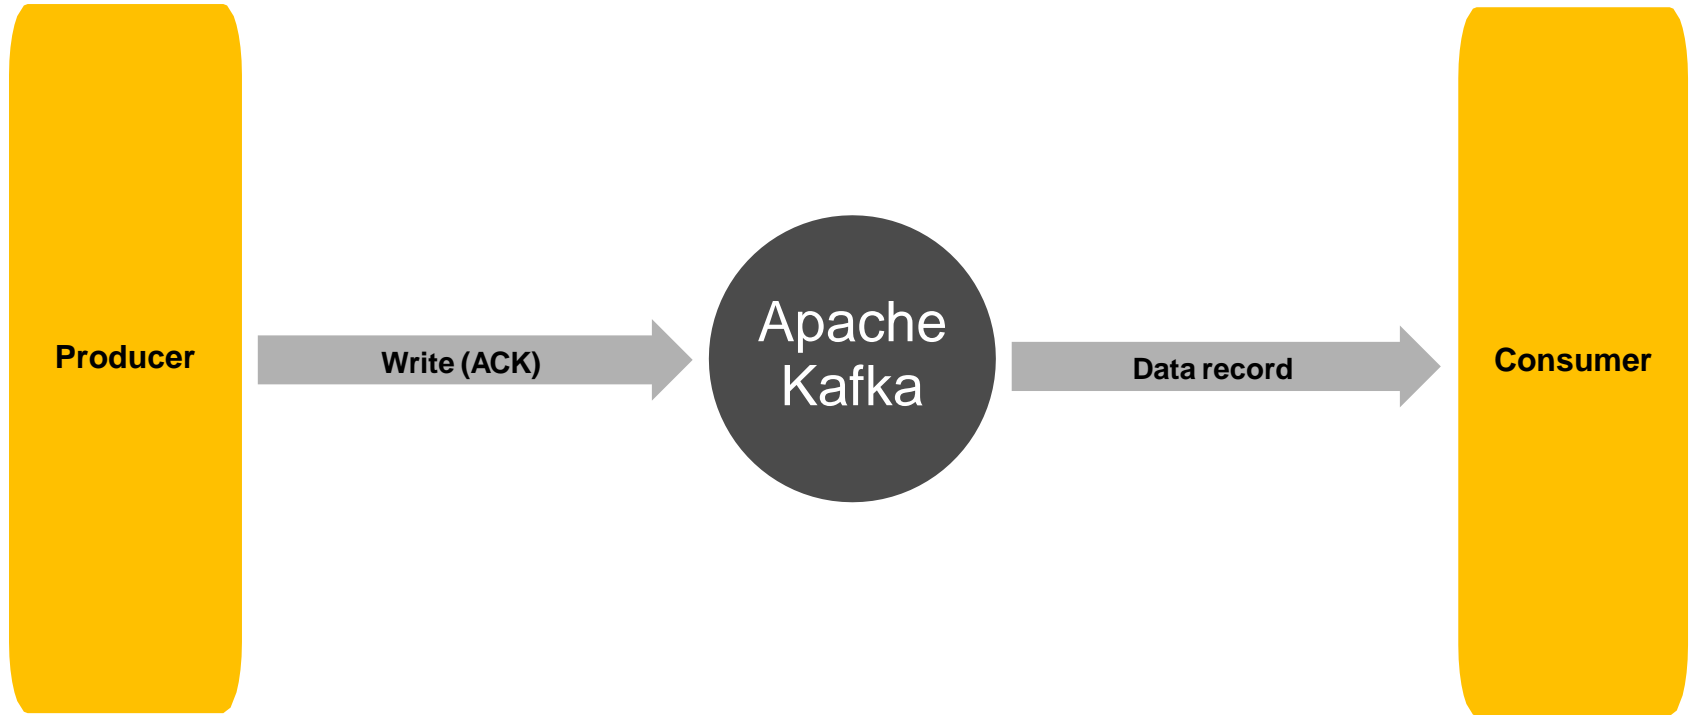 Producer
Write (ACK)
Apache
Kafka
Data record
Consumer